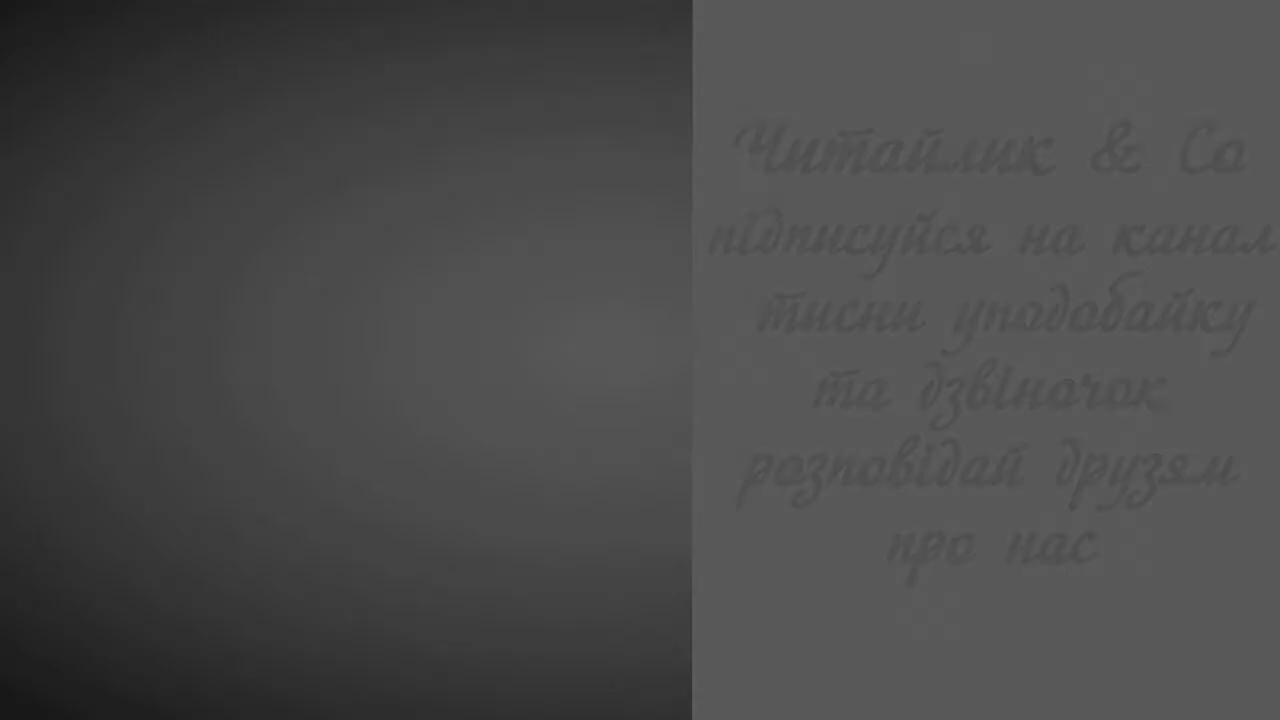 Читайлик & Co
підписуйся на канал
тисни уподобайку
та дзвіночок
розповідай друзям
про нас